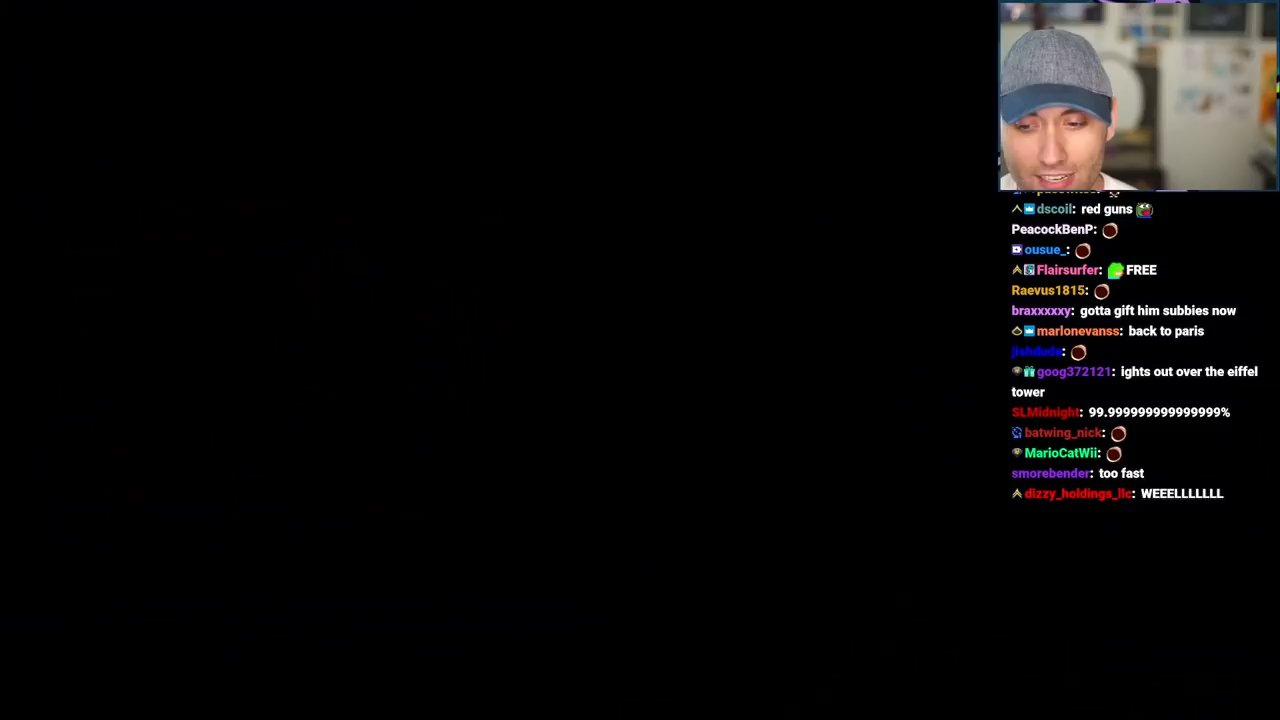 dscoil: red guns
PeacockBenP:
ousue_:
Flairsurfer: FREE
Raevus1815:
braxxxxxy: gotta gift him subbies now
marlonevanss: back to paris
jishdude:
goog372121: ights out over the eiffel
tower
SLMidnight: 99.999999999999999%
batwing_nick:
MarioCatWii:
smorebender: too fast
dizzy_holdings_llc: WEEELLLLLLL